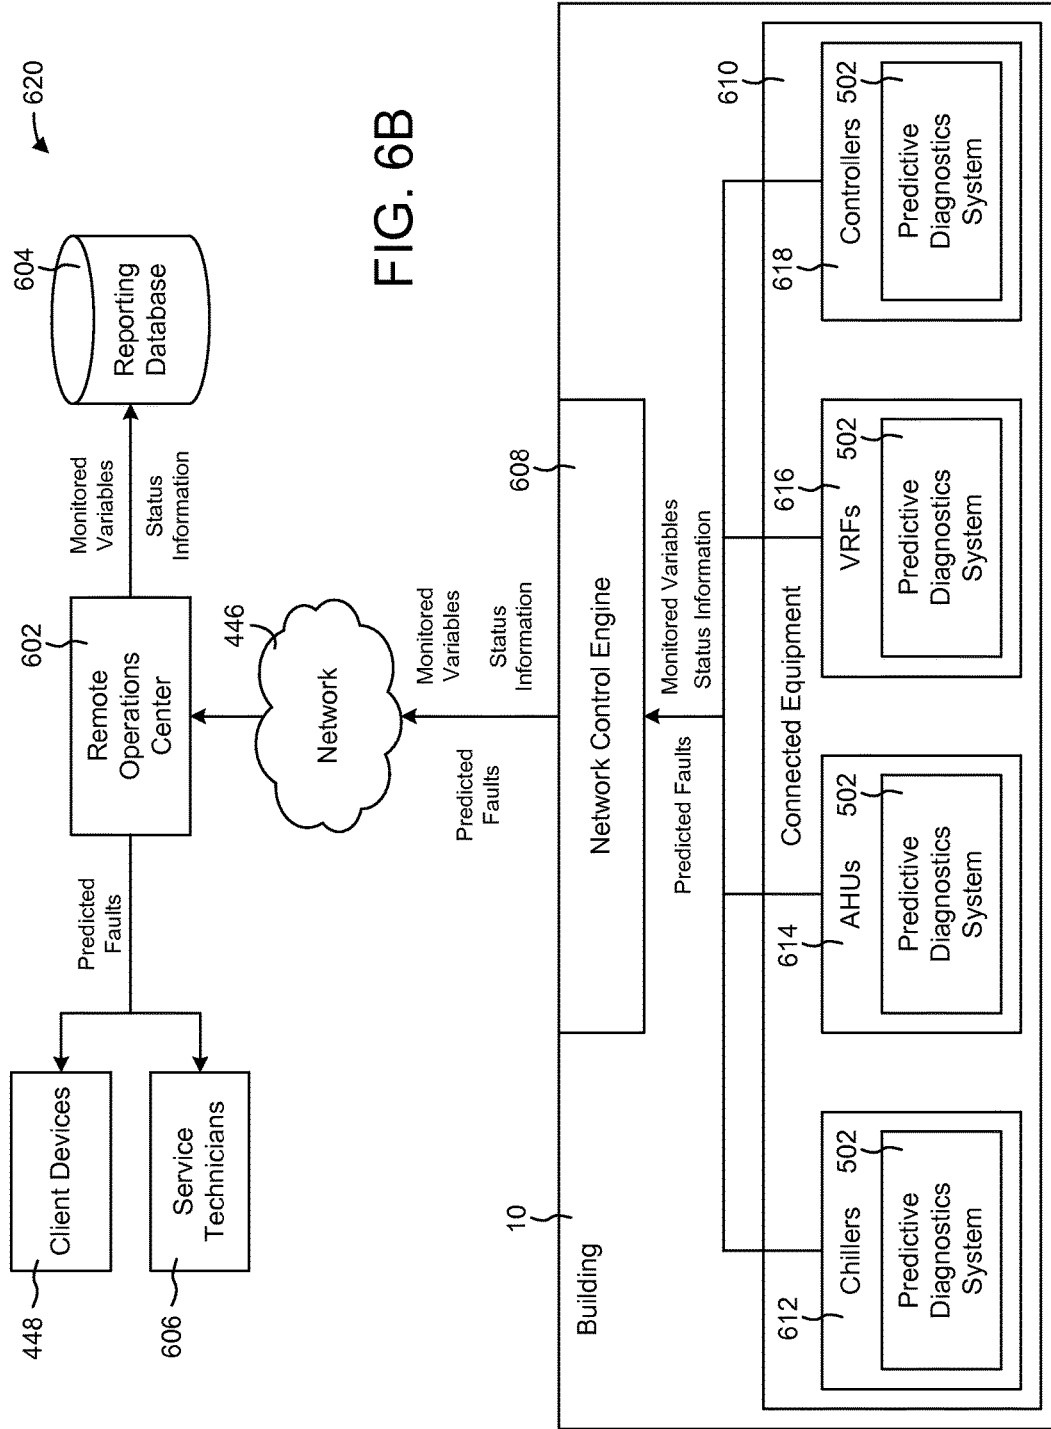 620
448
Client Devices
606
Service
Technicians
Predicted
Faults
602
Remote
Operations
Center
Monitored
Variables
Status
Information
604
Reporting
Database
446
Network
FIG. 6B
Predicted
Faults
Monitored
Variables
Status
Information
10
Building
608
Network Control Engine
Predicted Faults
Monitored Variables
Status Information
610
Connected Equipment
612
Chillers
502
Predictive
Diagnostics
System
614
AHUs
502
Predictive
Diagnostics
System
616
VRFs
502
Predictive
Diagnostics
System
618
Controllers
502
Predictive
Diagnostics
System